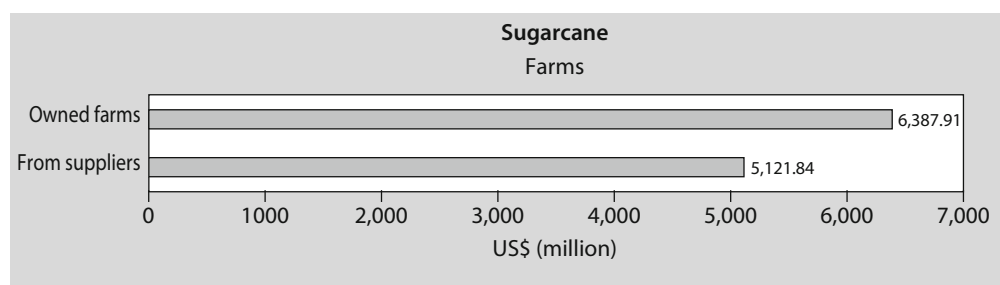 Sugarcane
Farms
Owned farms
6,387.91
From suppliers
5,121.84
0 1000 2,000 3,000 4,000 5,000 6,000 7,000
US$ (million)